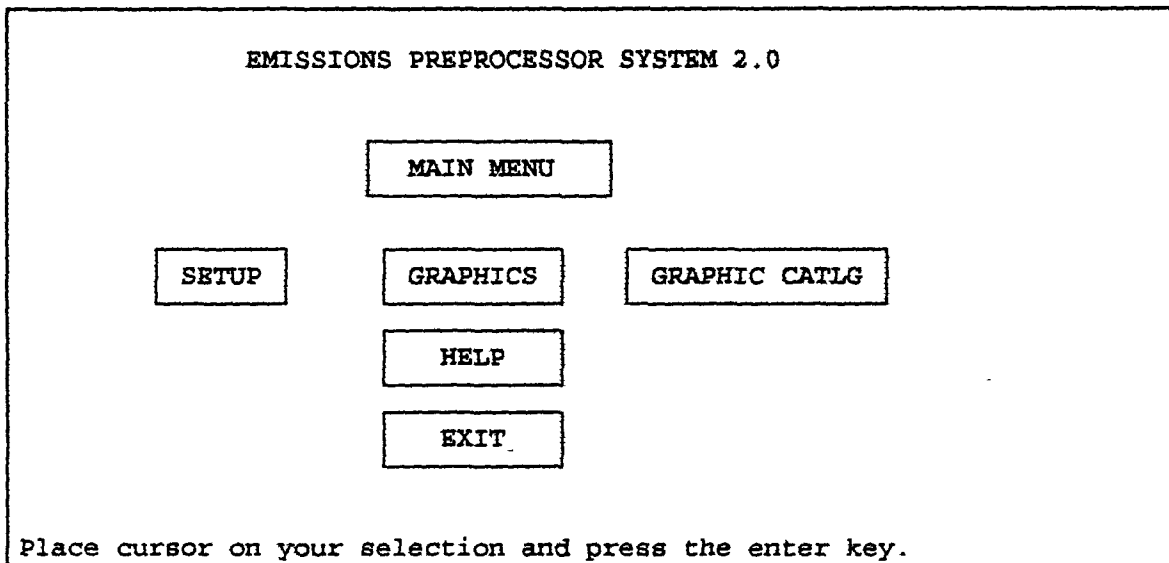 EMISSIONS PREPROCESSOR SYSTEM 2.0
MAIN MENU
SETUP GRAPHICS GRAPHIC CATLG
HELP
EXIT
Place cursor on your selection and press the enter key.